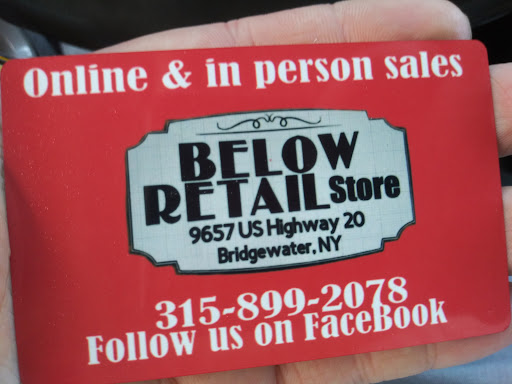 Online & in person sales
BELOW
RETAIL Store
9657 US Highway 20
Bridgewater, NY
315-899-2078
Follow us on FaceBook